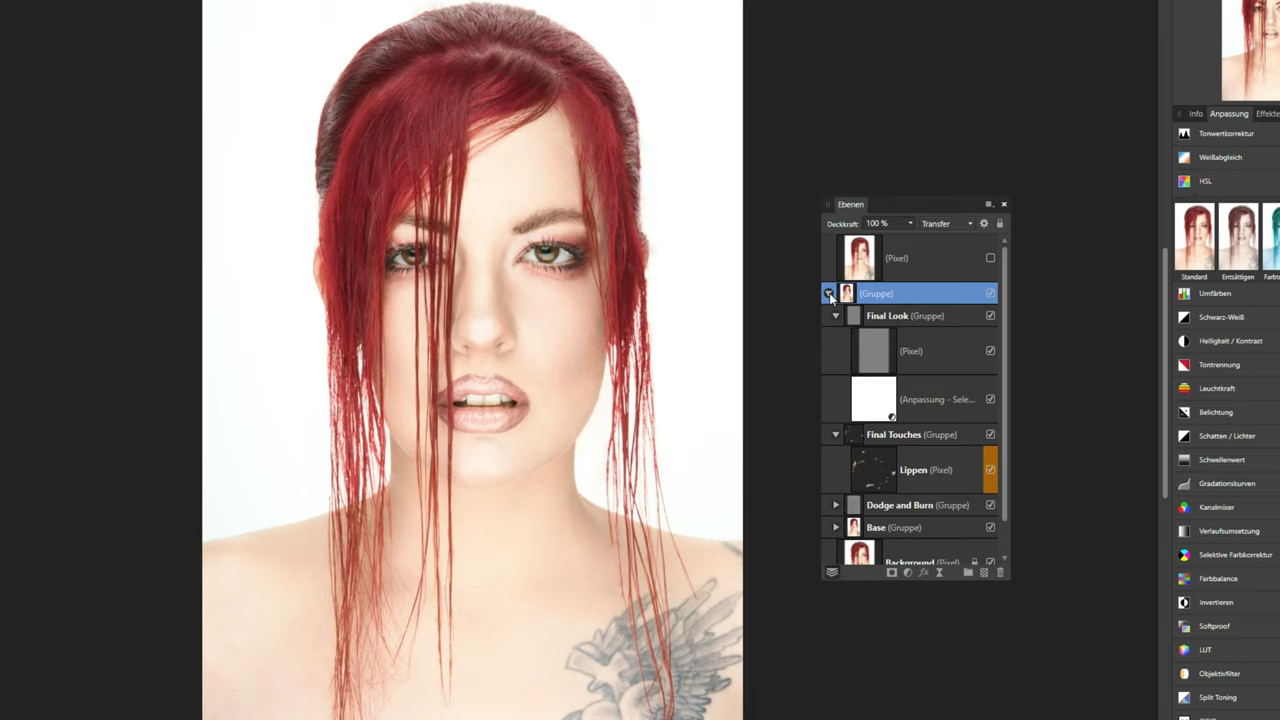 Info Anpassung Effekte
Tonwertkorrektur
Weißabgleich
HSL
Standard Entsättigen
Umfärben
Schwarz-Weiß
Helligkeit / Kontrast
Tontrennung
Leuchtkraft
Belichtung
Schatten / Lichter
Schwellenwert
Gradationskurven
Kanalmixer
Verlaufsumsetzung
Selektive Farbkorrektur
Farbbalance
Invertieren
Softproof
LUT
Objektivfilter
Split Toning
Ebenen
Deckkraft: 100 % Transfer
(Pixel)
(Gruppe)
Final Look (Gruppe)
(Pixel)
(Anpassung - Sele...
Final Touches (Gruppe)
Lippen (Pixel)
Dodge and Burn (Gruppe)
Base (Gruppe)
Background (Pixel)
fx